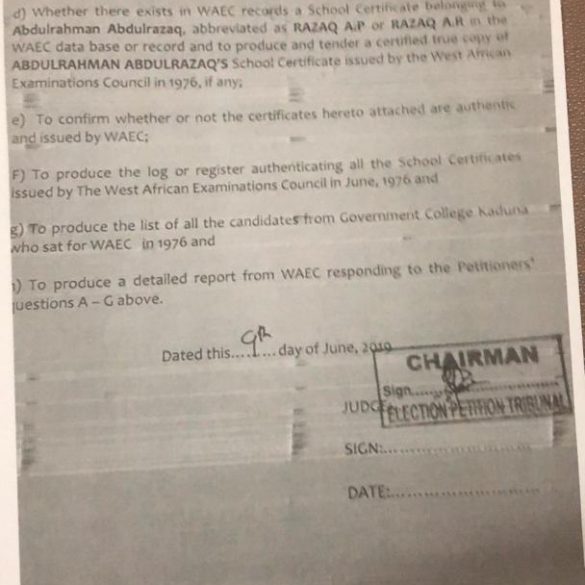 d) Whether there exists in WAEC records a School Certificate belonging to
Abdulrahman Abdulrazaq, abbreviated as RAZAQ A.P or RAZAQ A.R in the
WAEC data base or record and to produce and tender a certified true copy of
ABDULRAHMAN ABDULRAZAQ'S School Certificate issued by the West African
Examinations Council in 1976, if any;
e) To confirm whether or not the certificates hereto attached are authentic
and issued by WAEC;
F) To produce the log or register authenticating all the School Certificates
issued by The West African Examinations Council in June, 1976 and
g) To produce the list of all the candidates from Government College Kaduna
who sat for WAEC in 1976 and
) To produce a detailed report from WAEC responding to the Petitioners'
uestions A – G above.
Dated this.... 9th ....day of June, 2019
CHAIRMAN
Sign..........
JUDGE
ELECTION PETITION TRIBUNAL
SIGN:..........................
DATE:..........................